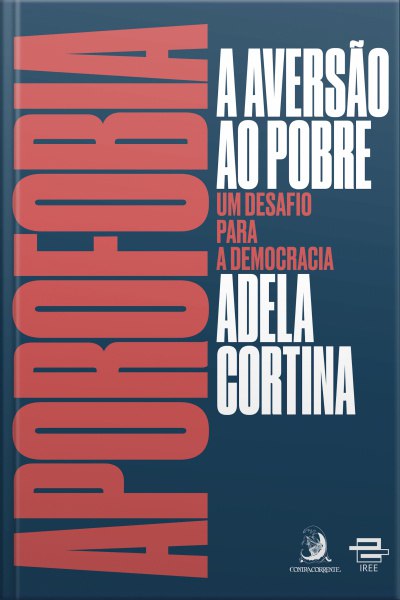 APOROFOBIA
A AVERSÃO
AO POBRE
UM DESAFIO
PARA
A DEMOCRACIA
ADELA
CORTINA
CONTRACORRENTE
IREE